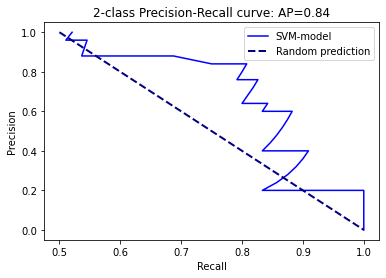 2-class Precision-Recall curve: AP=0.84
SVM-model
Random prediction
Precision
1.0
0.8
0.6
0.4
0.2
0.0
0.5 0.6 0.7 0.8 0.9 1.0
Recall